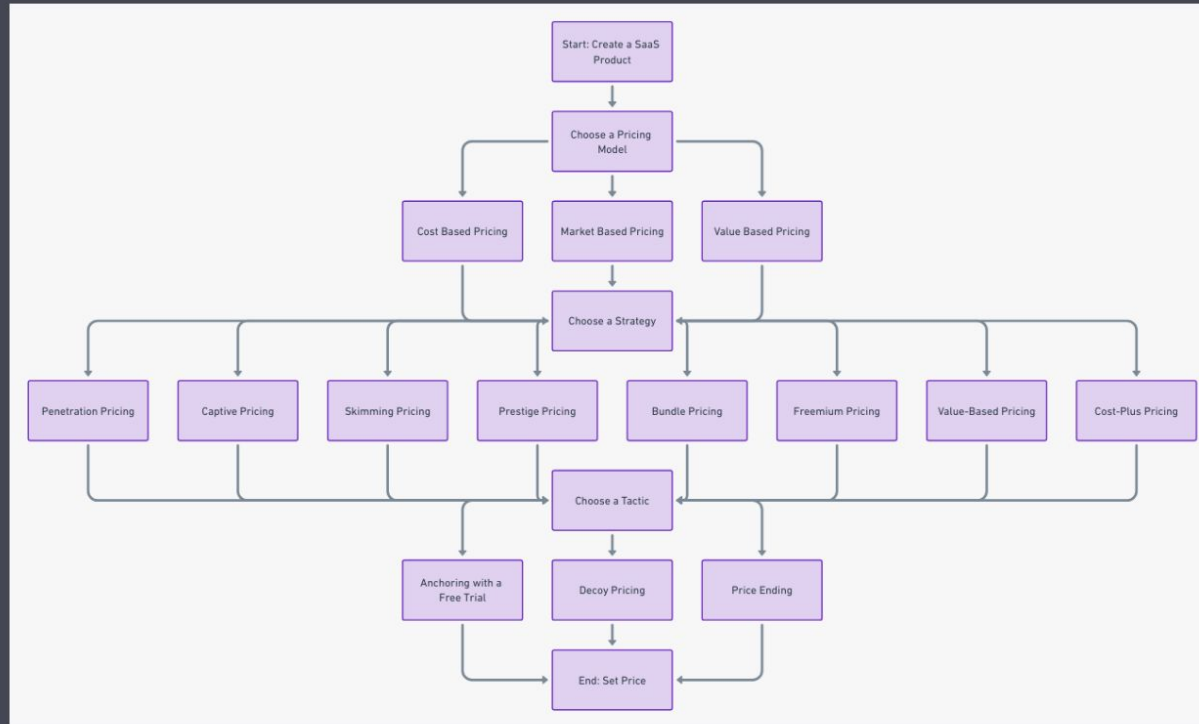 Start: Create a SaaS
Product
Choose a Pricing
Model
Cost Based Pricing
Market Based Pricing
Value Based Pricing
Choose a Strategy
Penetration Pricing
Captive Pricing
Skimming Pricing
Prestige Pricing
Bundle Pricing
Freemium Pricing
Value-Based Pricing
Cost-Plus Pricing
Choose a Tactic
Anchoring with a
Free Trial
Decoy Pricing
Price Ending
End: Set Price